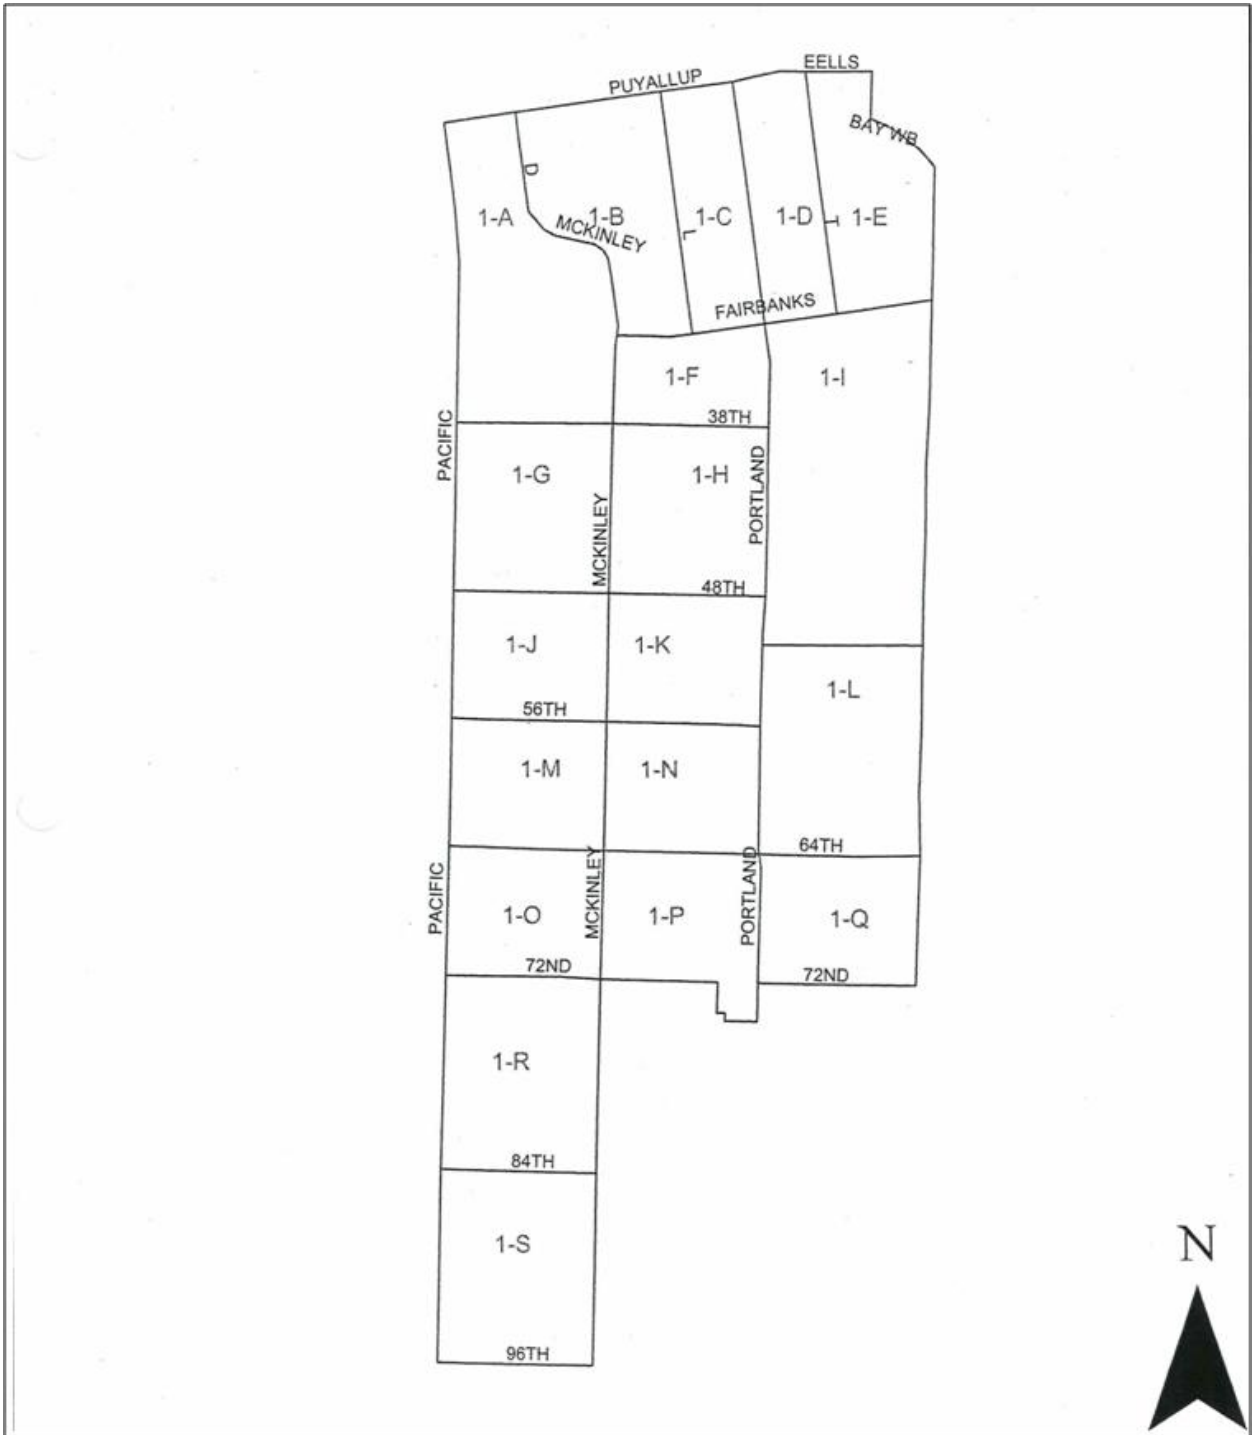 EELLS
PUYALLUP
BAY WB
D
1-A
1-B
1-C
1-D
T
1-E
MCKINLEY
L
FAIRBANKS
1-F
1-I
38TH
PACIFIC
1-G
1-H
PORTLAND
MCKINLEY
48TH
1-J
1-K
1-L
56TH
1-M
1-N
64TH
PACIFIC
MCKINLEY
PORTLAND
1-O
1-P
1-Q
72ND
72ND
1-R
84TH
1-S
N
96TH